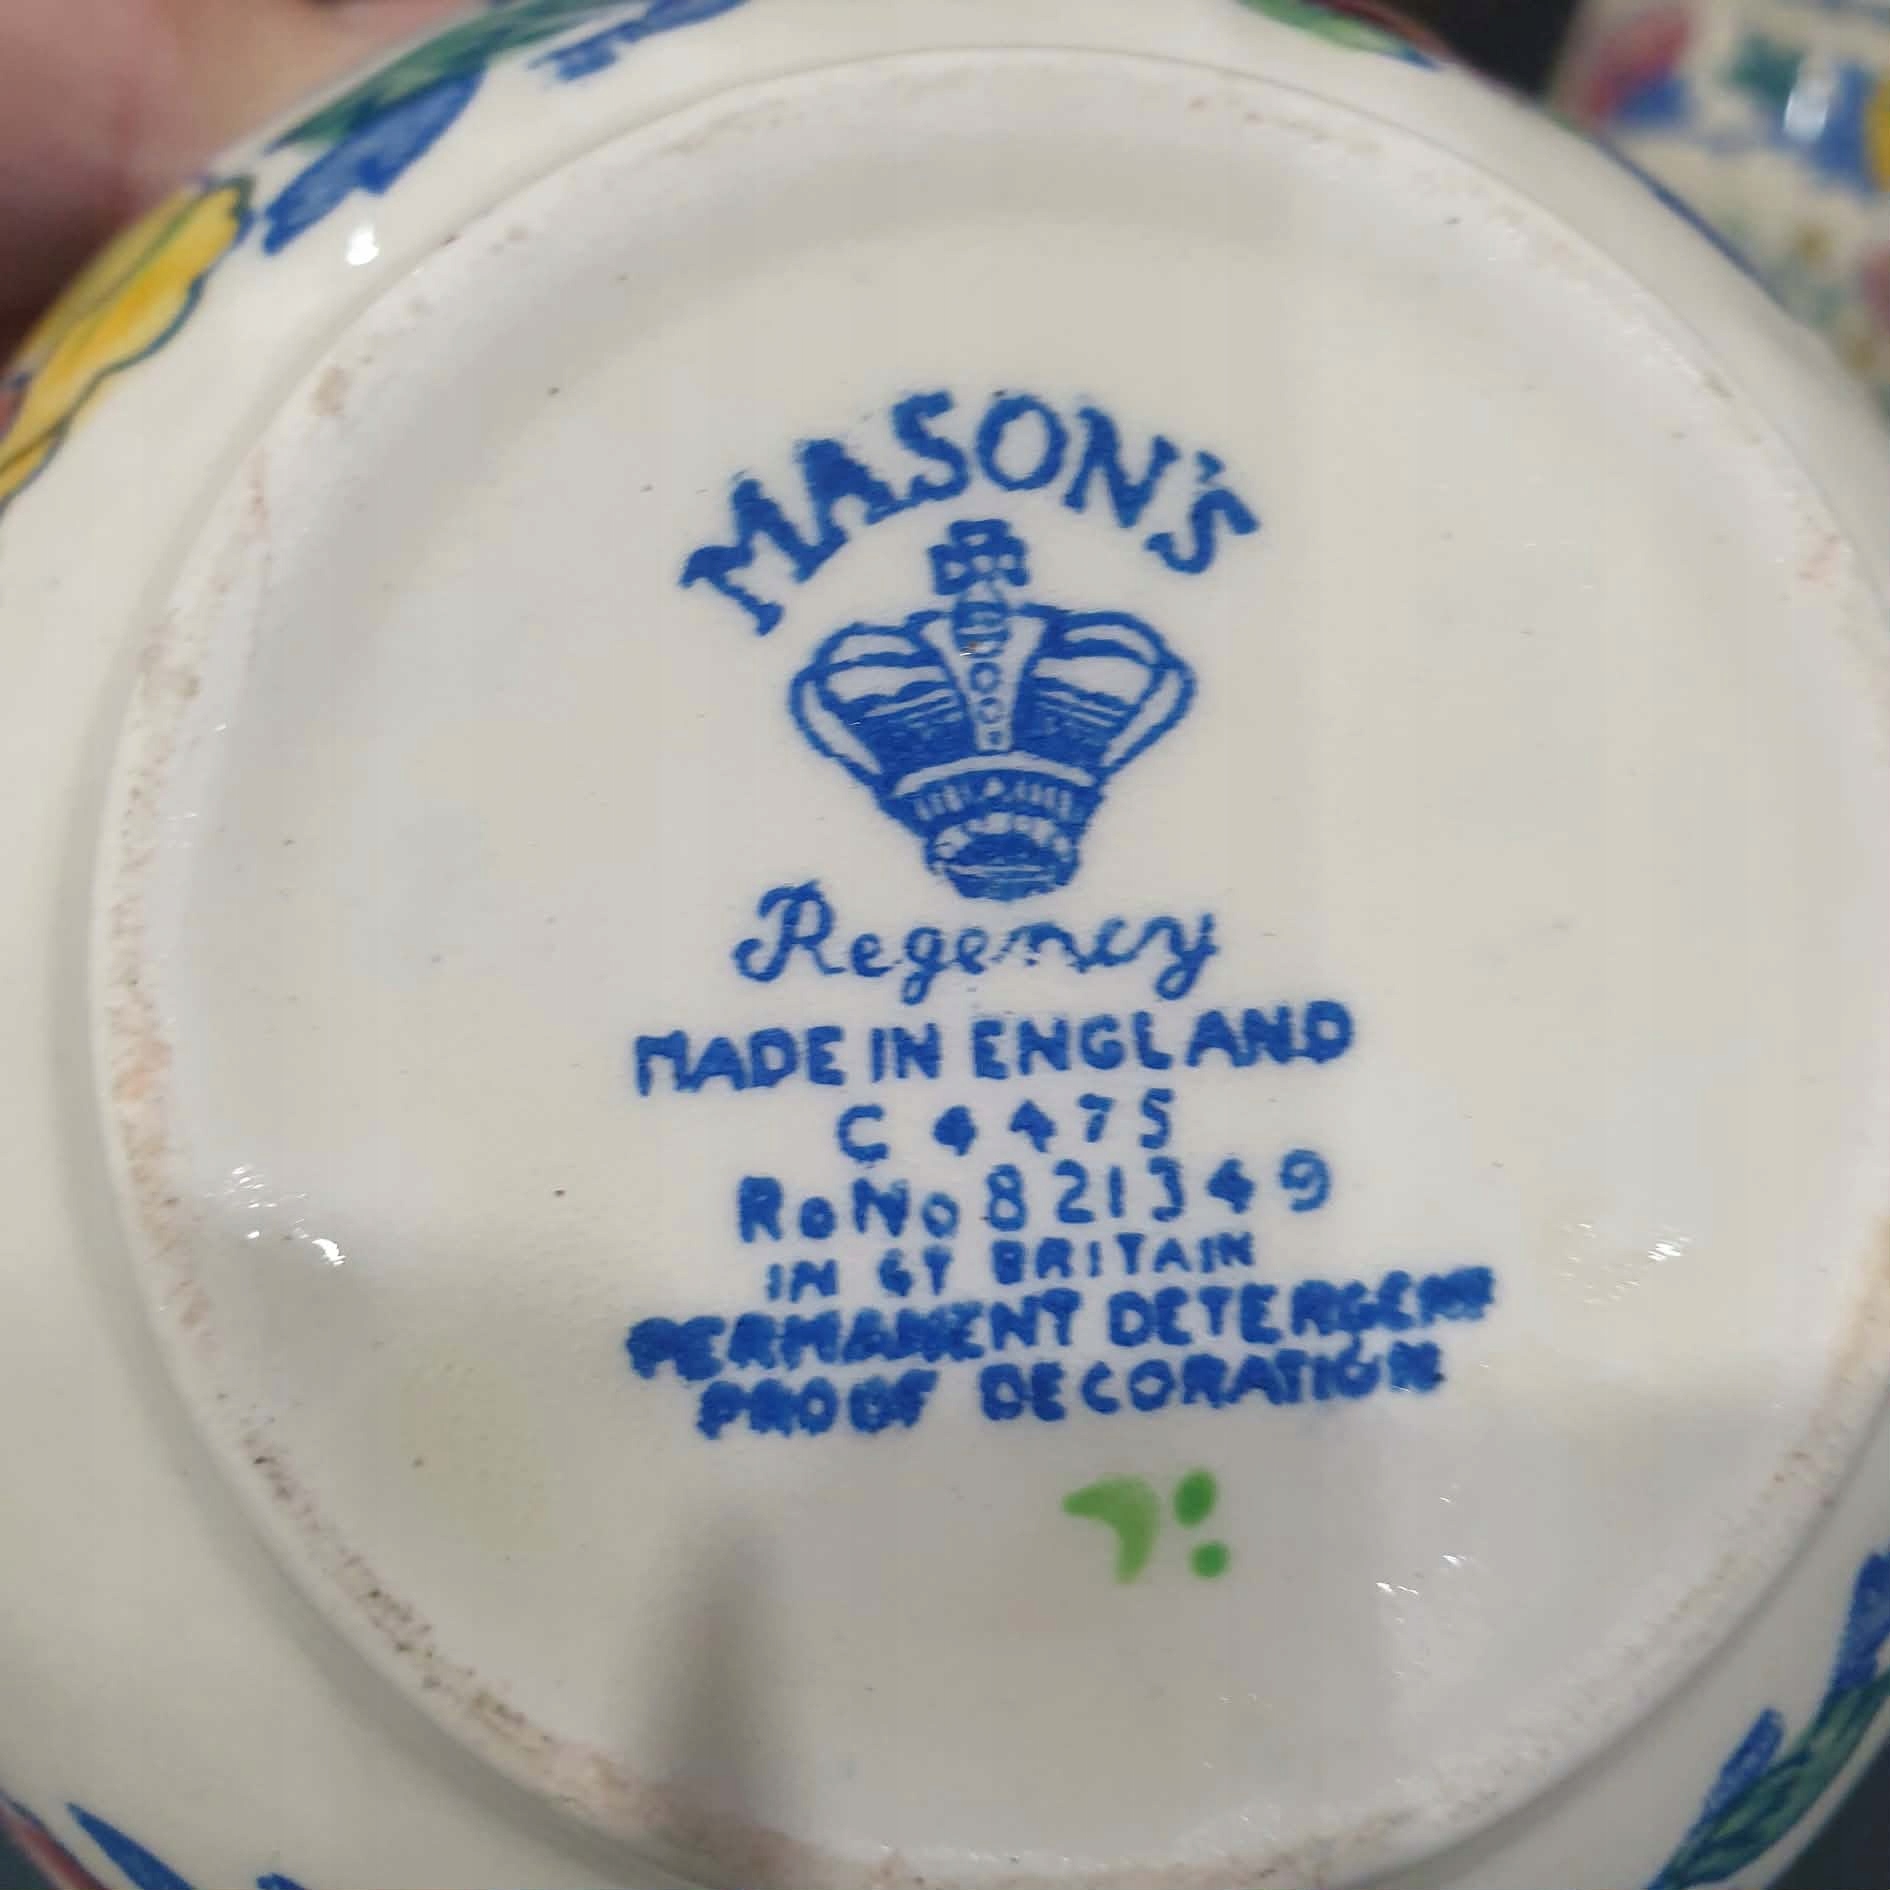 MASON'S
Regency
MADE IN ENGLAND
C 4475
RDNo 821349
IN GT BRITAIN
PERMANENT DETERGENT
PROOF DECORATION